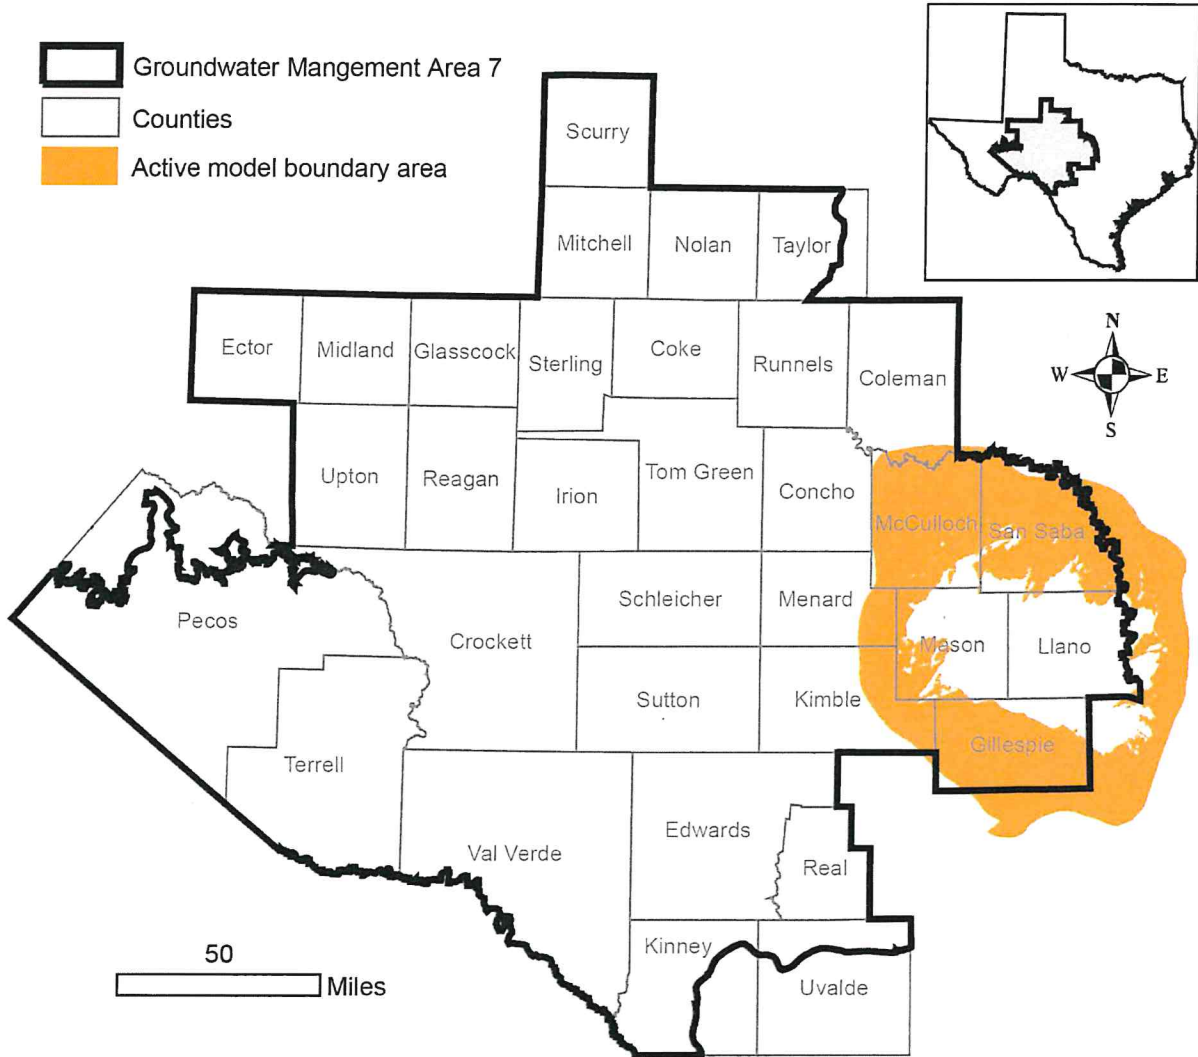 Groundwater Mangement Area 7
Counties
Active model boundary area
Scurry
Mitchell
Nolan
Taylor
Ector
Midland
Glasscock
Sterling
Coke
Runnels
Coleman
N
W
E
S
Upton
Reagan
Irion
Tom Green
Concho
McCulloch
San Saba
Pecos
Crockett
Schleicher
Menard
Mason
Llano
Sutton
Kimble
Gillespie
Terrell
Val Verde
Edwards
Real
Kinney
Uvalde
50
Miles